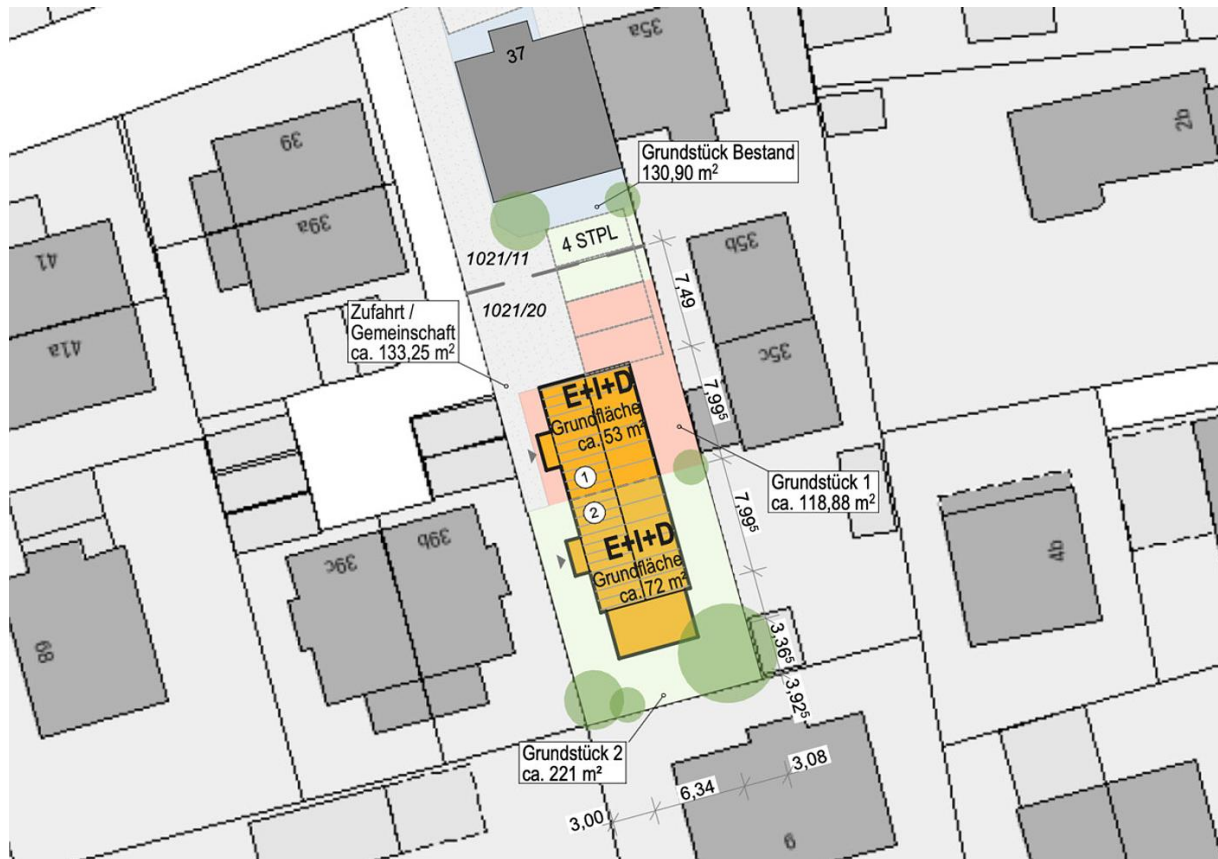 37
35a
39
39a
2b
Grundstück Bestand
130,90 m²
4 STPL
41
41a
1021/11
1021/20
35b
35c
7,49
Zufahrt /
Gemeinschaft
ca. 133,25 m²
E+I+D
Grundfläche
ca. 53 m²
7,99⁵
1
2
Grundstück 1
ca. 118,88 m²
7,99⁵
E+I+D
Grundfläche
ca. 72 m²
39c
39b
4b
68
3,36⁵
3,92⁵
Grundstück 2
ca. 221 m²
3,00
6,34
3,08